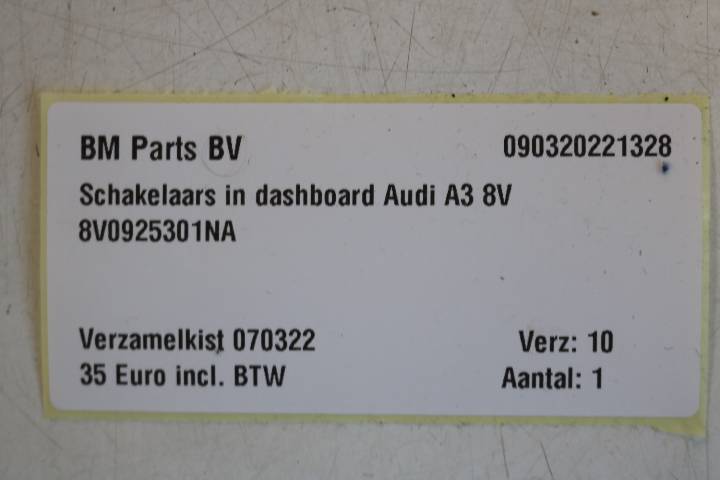 BM Parts BV 090320221328
Schakelaars in dashboard Audi A3 8V
8V0925301NA
Verzamelkist 070322 Verz: 10
35 Euro incl. BTW Aantal: 1